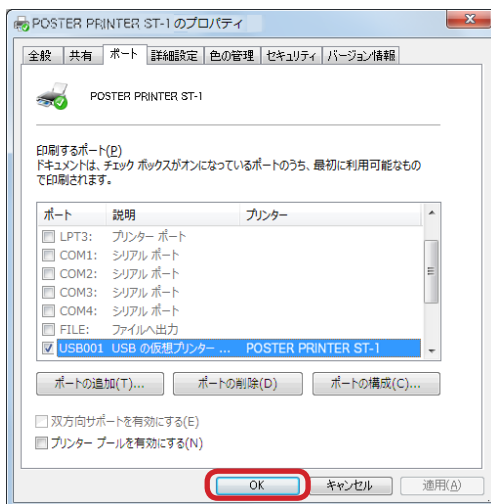 POSTER PRINTER ST-1のプロパティ
全般 共有 ポート 詳細設定 色の管理 セキュリティ バージョン情報
POSTER PRINTER ST-1
印刷するポート(P)
ドキュメントは、チェック ボックスがオンになっているポートのうち、最初に利用可能なもの
で印刷されます。
ポート 説明 プリンター
LPT3: プリンター ポート
COM1: シリアル ポート
COM2: シリアル ポート
COM3: シリアル ポート
COM4: シリアル ポート
FILE: ファイルへ出力
USB001 USB の仮想プリンター ... POSTER PRINTER ST-1
ポートの追加(T)... ポートの削除(D) ポートの構成(C)...
双方向サポートを有効にする(E)
プリンター プールを有効にする(N)
OK キャンセル 適用(A)